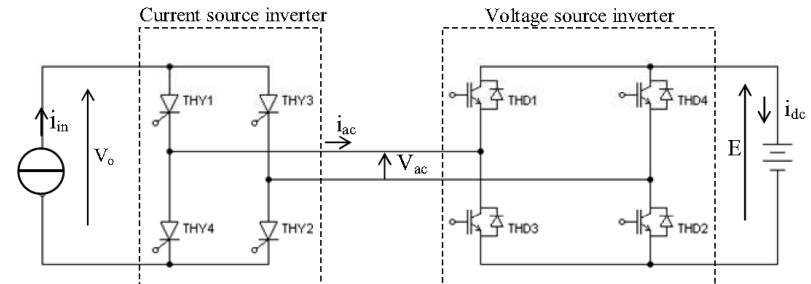 Current source inverter
Voltage source inverter
THY1
THY3
THD1
THD4
i_in
V_o
i_ac
V_ac
E
i_dc
THY4
THY2
THD3
THD2